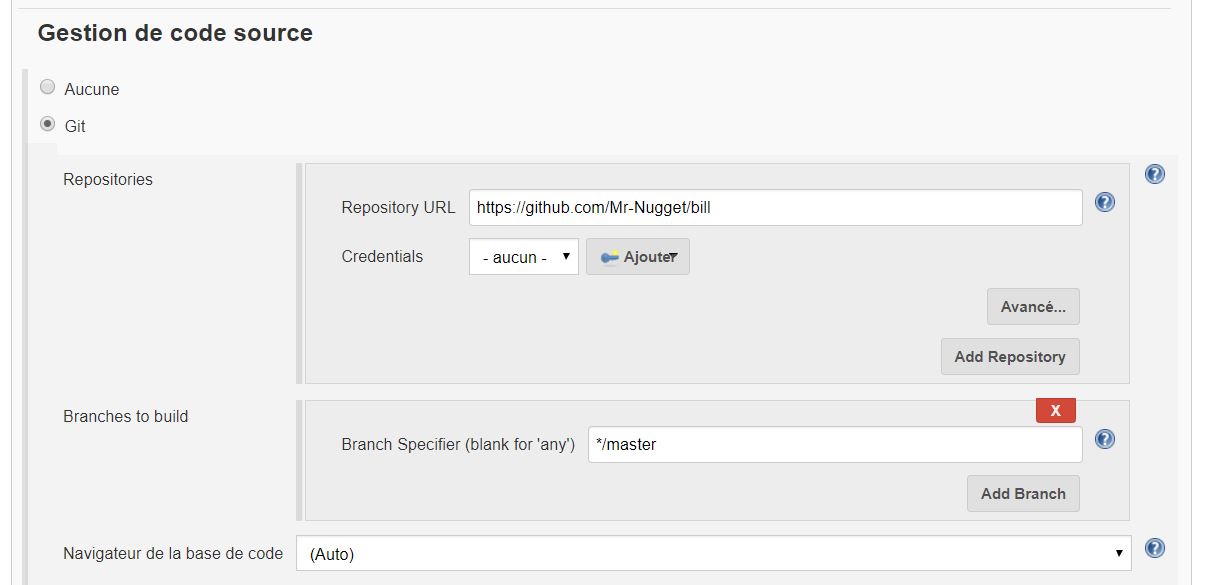 Gestion de code source
Aucune
Git
Repositories
Repository URL https://github.com/Mr-Nugget/bill
Credentials - aucun - Ajouter
Avancé...
Add Repository
Branches to build
X
Branch Specifier (blank for 'any') */master
Add Branch
Navigateur de la base de code (Auto)